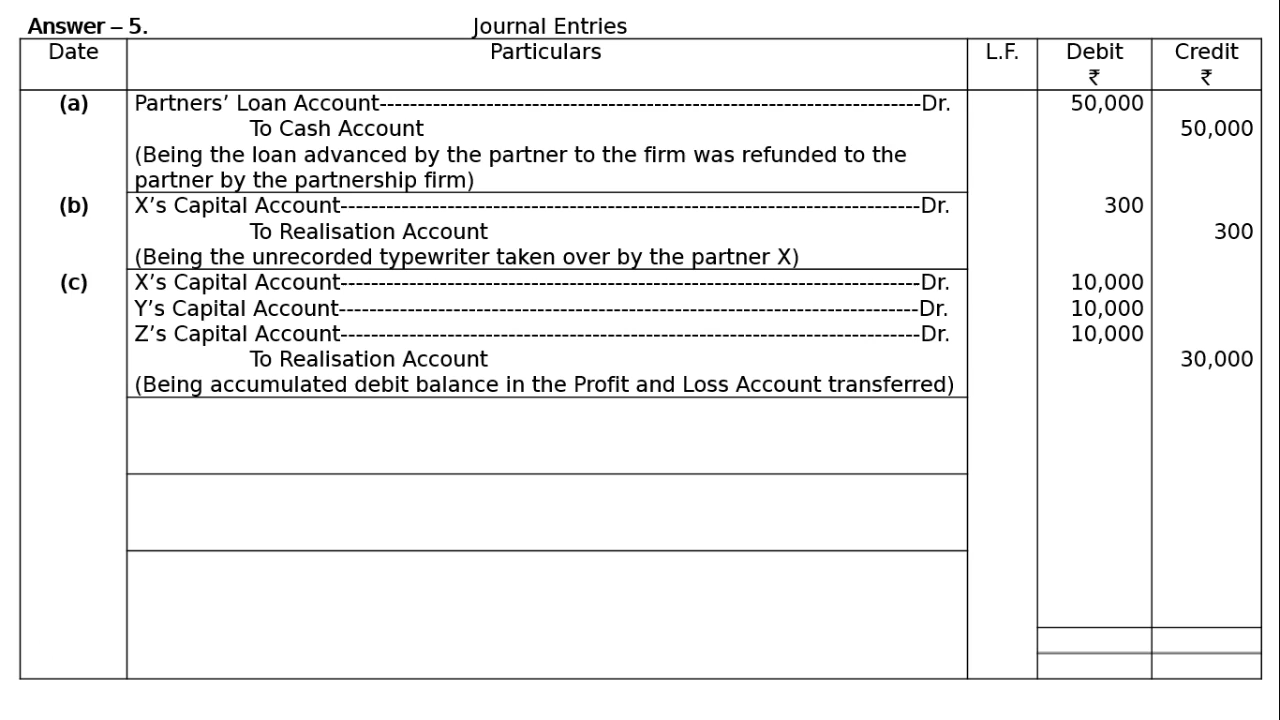 Answer – 5. Journal Entries
Date Particulars L.F. Debit Credit
₹ ₹
(a) Partners’ Loan Account-----------------------------------------------------------------------------------Dr. 50,000
To Cash Account 50,000
(Being the loan advanced by the partner to the firm was refunded to the
partner by the partnership firm)
(b) X’s Capital Account-----------------------------------------------------------------------------------------Dr. 300
To Realisation Account 300
(Being the unrecorded typewriter taken over by the partner X)
(c) X’s Capital Account-----------------------------------------------------------------------------------------Dr. 10,000
Y’s Capital Account-----------------------------------------------------------------------------------------Dr. 10,000
Z’s Capital Account-----------------------------------------------------------------------------------------Dr. 10,000
To Realisation Account 30,000
(Being accumulated debit balance in the Profit and Loss Account transferred)